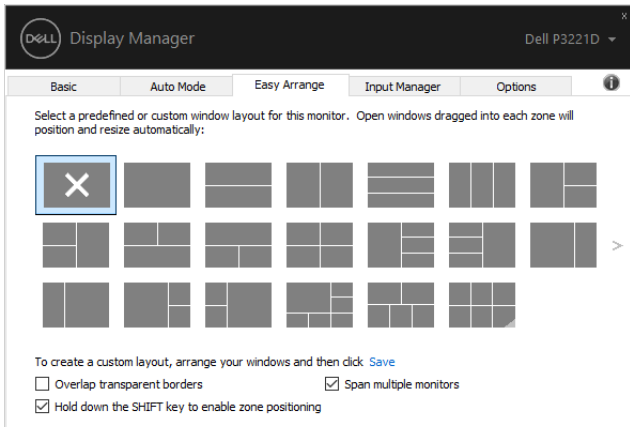 x
DELL Display Manager
Dell P3221D
Basic Auto Mode Easy Arrange Input Manager Options
Select a predefined or custom window layout for this monitor. Open windows dragged into each zone will
position and resize automatically:
To create a custom layout, arrange your windows and then click Save
Overlap transparent borders
Span multiple monitors
Hold down the SHIFT key to enable zone positioning